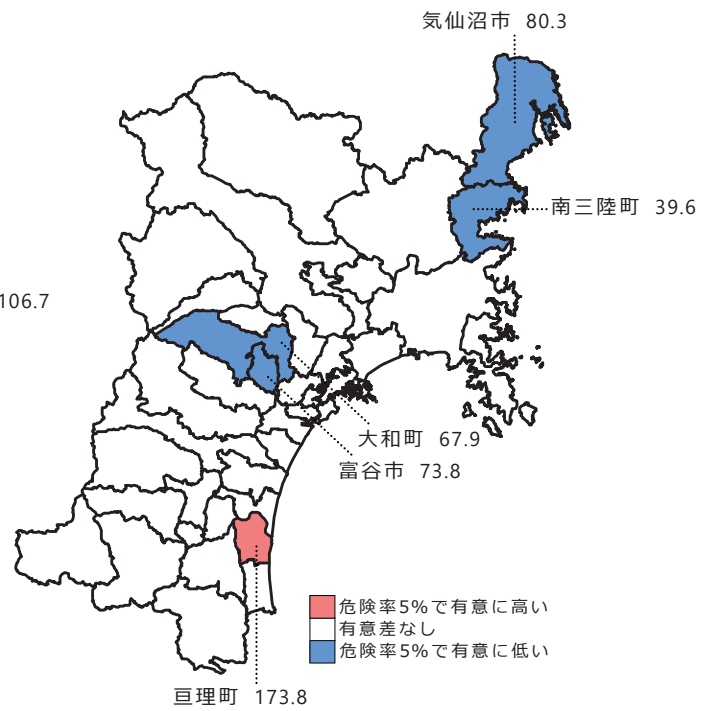 気仙沼市 80.3
南三陸町 39.6
106.7
大和町 67.9
富谷市 73.8
危険率5%で有意に高い
有意差なし
危険率5%で有意に低い
亘理町 173.8